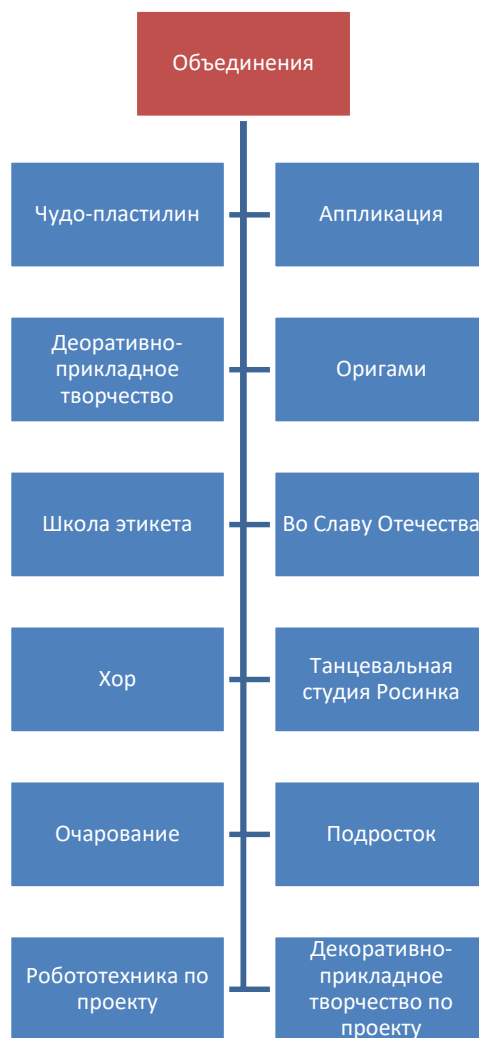 Объединения
Чудо-пластилин
Аппликация
Деоративно-
прикладное
творчество
Оригами
Школа этикета
Во Славу Отечества
Хор
Танцевальная
студия Росинка
Очарование
Подросток
Робототехника по
проекту
Декоративно-
прикладное
творчество по
проекту